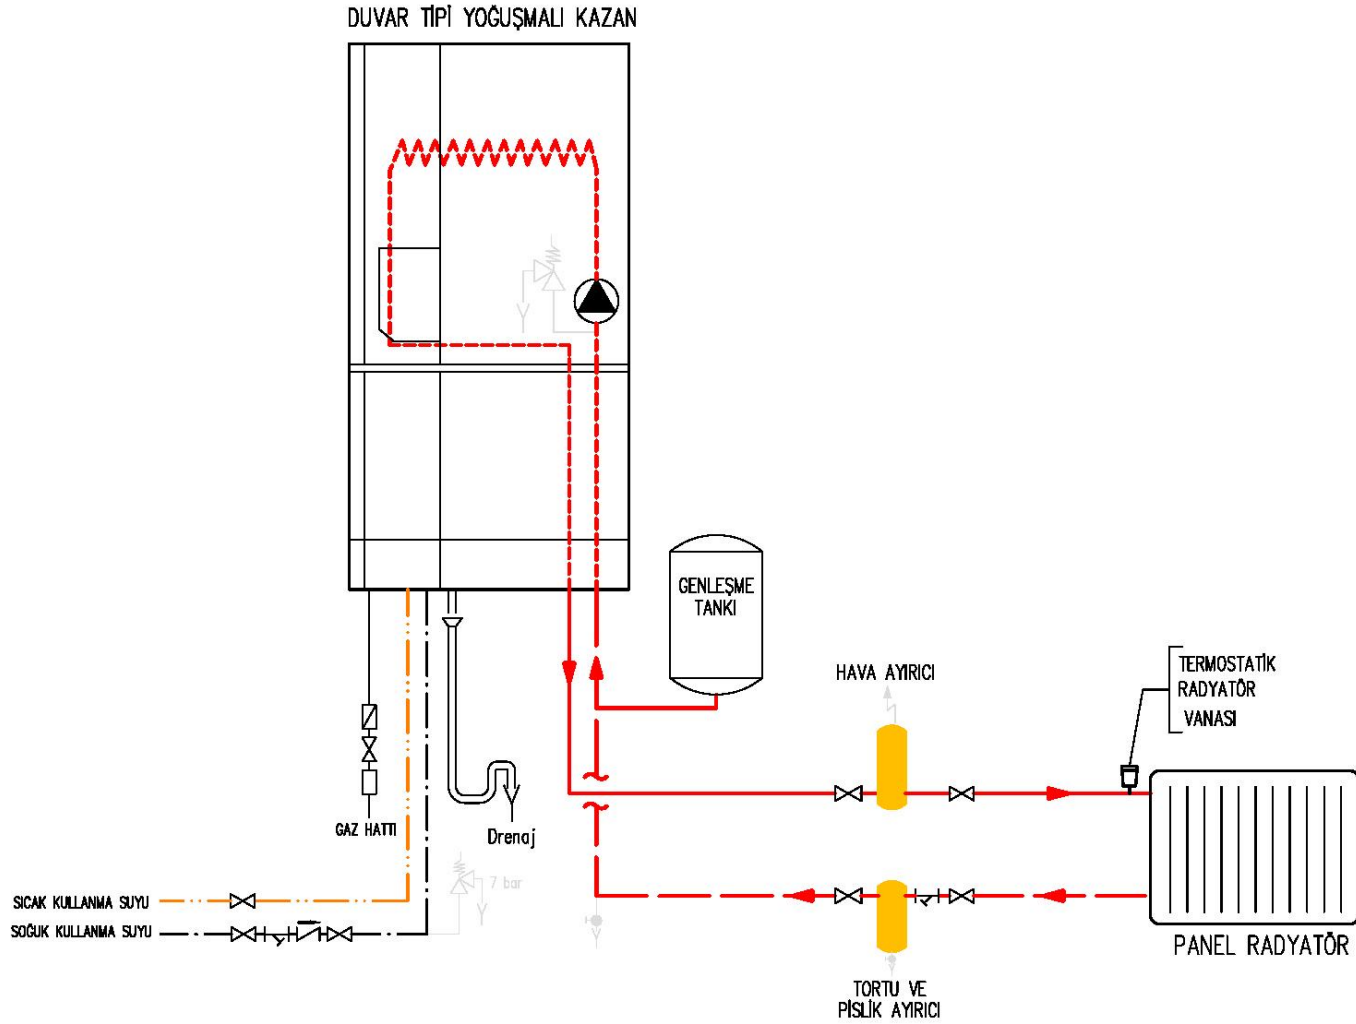 DUVAR TİPİ YOĞUŞMALI KAZAN
GENLEŞME
TANKI
HAVA AYIRICI
TERMOSTATİK
RADYATÖR
VANASI
GAZ HATTI
Drenaj
7 bar
SICAK KULLANMA SUYU
SOĞUK KULLANMA SUYU
PANEL RADYATÖR
TORTU VE
PİSLİK AYIRICI